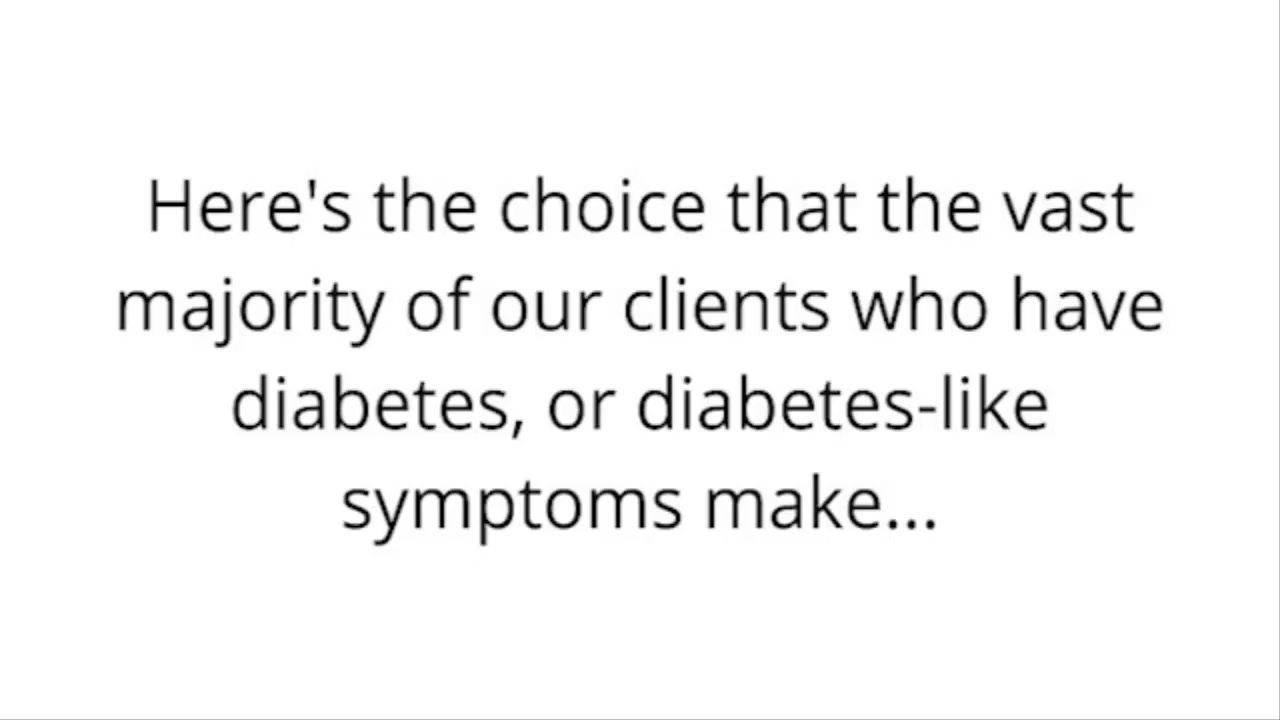 Here's the choice that the vast
majority of our clients who have
diabetes, or diabetes-like
symptoms make...